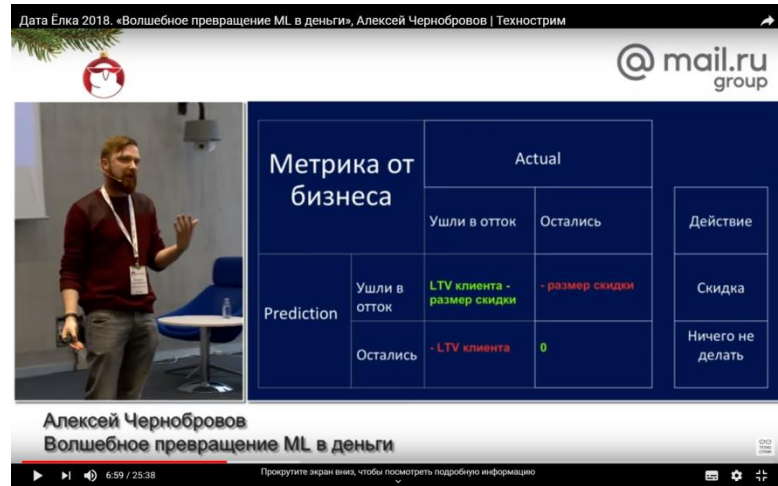 Дата Ёлка 2018. «Волшебное превращение ML в деньги», Алексей Чернобровов | Технострим
@mail.ru
group
Метрика от
бизнеса
Actual
Ушли в отток
Остались
Действие
Prediction
Ушли в
отток
LTV клиента -
размер скидки
- размер скидки
Скидка
Остались
- LTV клиента
0
Ничего не
делать
Алексей Чернобровов
Волшебное превращение ML в деньги
6:59 / 25:38
Прокрутите экран вниз, чтобы посмотреть подробную информацию